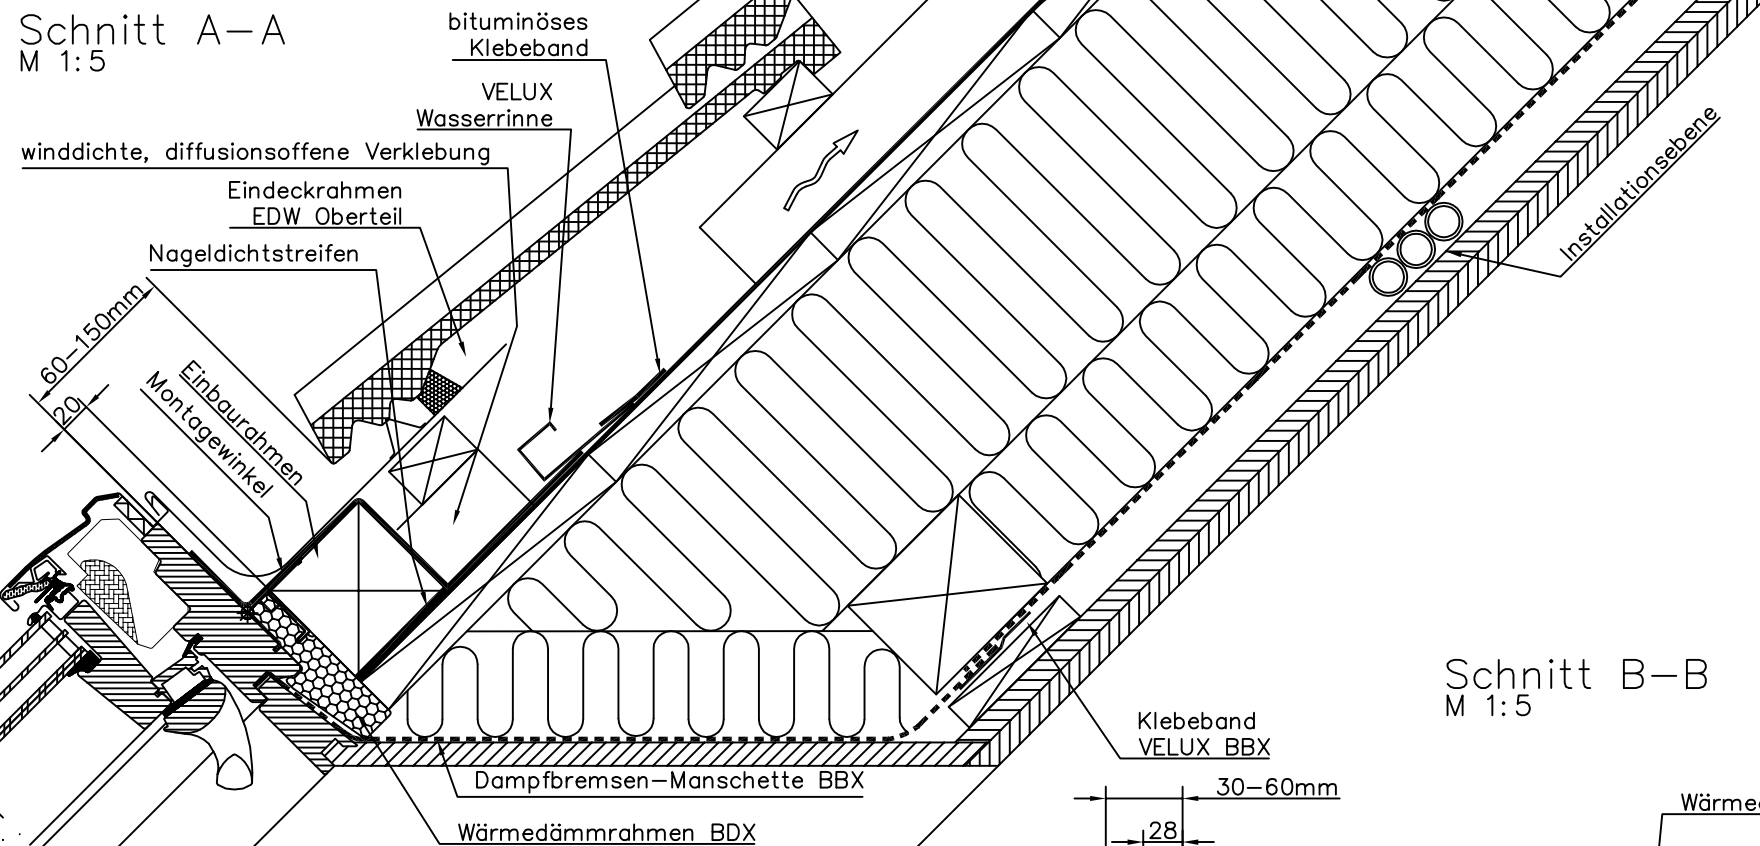 Schnitt A-A
M 1:5
bituminöses
Klebeband
VELUX
Wasserrinne
winddichte, diffusionsoffene Verklebung
Eindeckrahmen
EDW Oberteil
Nageldichtstreifen
60-150mm
20
Einbaurahmen
Montagewinkel
Installationsebene
Schnitt B-B
M 1:5
Klebeband
VELUX BBX
Dampfbremsen-Manschette BBX
30-60mm
28
Wärmedämmrahmen BDX